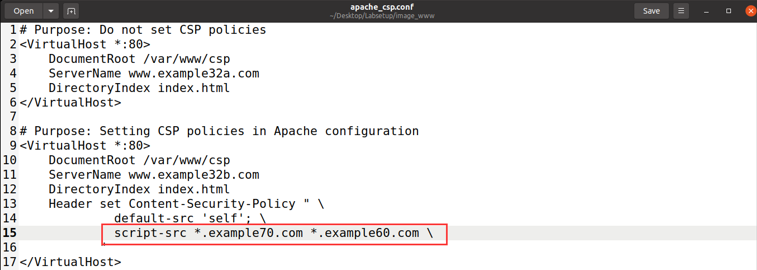 Open
apache_csp.conf
~/Desktop/Labsetup/image_www
Save
1 # Purpose: Do not set CSP policies
2 <VirtualHost *:80>
3     DocumentRoot /var/www/csp
4     ServerName www.example32a.com
5     DirectoryIndex index.html
6 </VirtualHost>
7
8 # Purpose: Setting CSP policies in Apache configuration
9 <VirtualHost *:80>
10     DocumentRoot /var/www/csp
11     ServerName www.example32b.com
12     DirectoryIndex index.html
13     Header set Content-Security-Policy " \
14              default-src 'self'; \
15              script-src *.example70.com *.example60.com \
16
17 </VirtualHost>